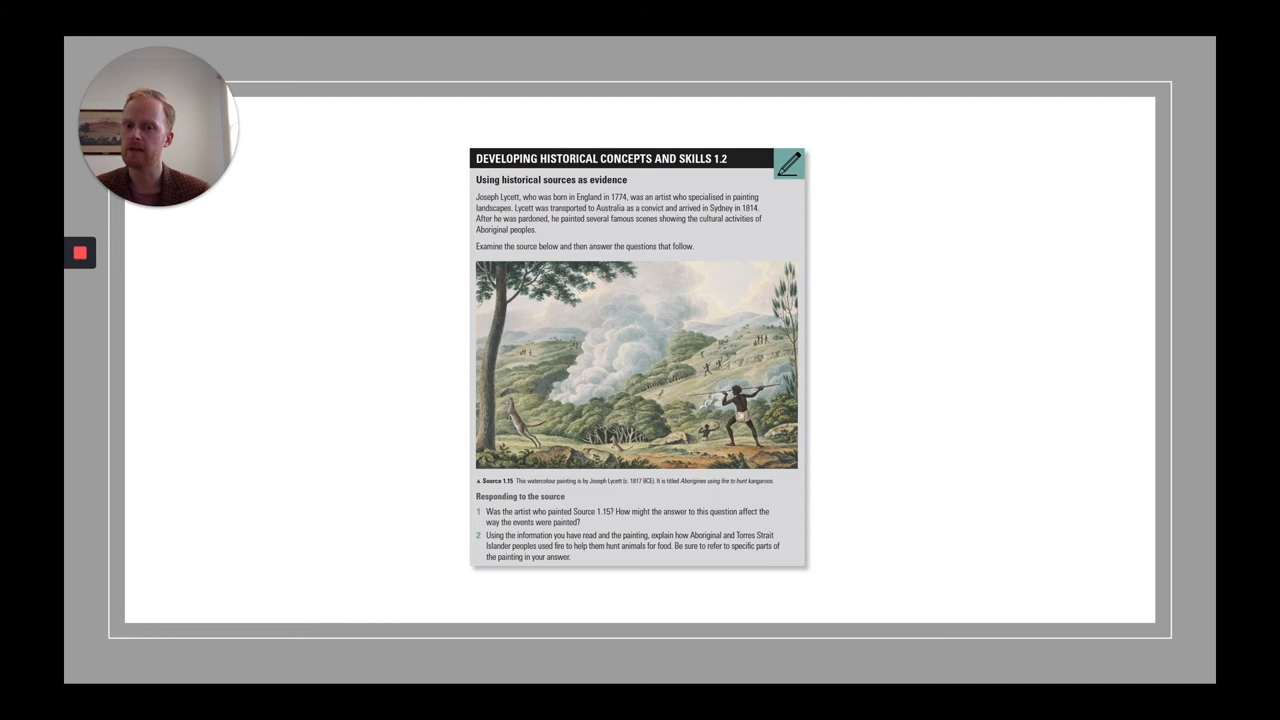 DEVELOPING HISTORICAL CONCEPTS AND SKILLS 1.2
Using historical sources as evidence
Joseph Lycett, who was born in England in 1774, was an artist who specialised in painting
landscapes. Lycett was transported to Australia as a convict and arrived in Sydney in 1814.
After he was pardoned, he painted several famous scenes showing the cultural activities of
Aboriginal peoples.
Examine the source below and then answer the questions that follow.
▲ Source 1.15 This watercolour painting is by Joseph Lycett (c. 1817 BCE). It is titled Aborigines using fire to hunt kangaroos.
Responding to the source
1 Was the artist who painted Source 1.15? How might the answer to this question affect the
way the events were painted?
2 Using the information you have read and the painting, explain how Aboriginal and Torres Strait
Islander peoples used fire to help them hunt animals for food. Be sure to refer to specific parts of
the painting in your answer.